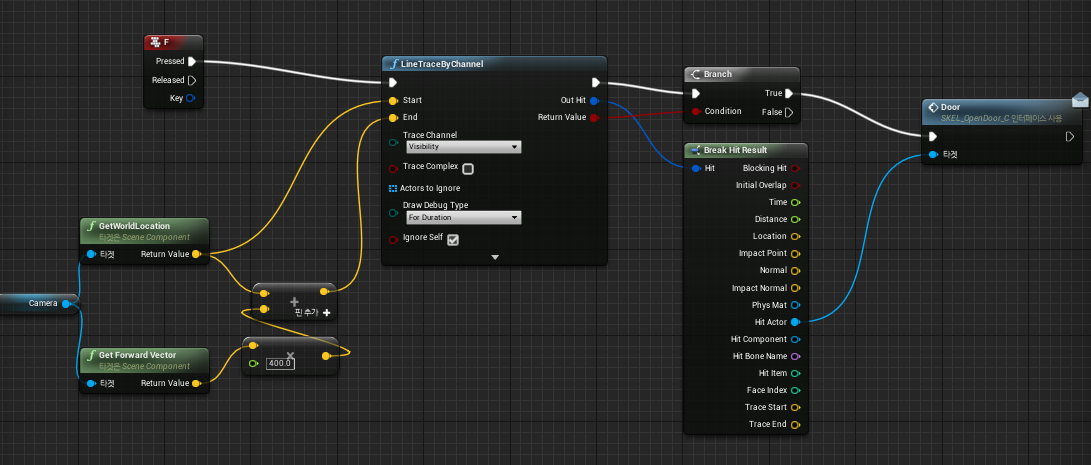 F
Pressed
Released
Key
LineTraceByChannel
Start
Out Hit
End
Return Value
Trace Channel
Visibility
Trace Complex
Actors to Ignore
Draw Debug Type
For Duration
Ignore Self
Branch
True
Condition
False
Door
SKEL_OpenDoor_C 인터페이스 사용
타겟
Break Hit Result
Hit
Blocking Hit
Initial Overlap
Time
Distance
Location
Impact Point
Normal
Impact Normal
Phys Mat
Hit Actor
Hit Component
Hit Bone Name
Hit Item
Face Index
Trace Start
Trace End
GetWorldLocation
타겟은 Scene Component
타겟
Return Value
Camera
+
핀 추가 +
Get Forward Vector
타겟은 Scene Component
타겟
Return Value
×
400.0